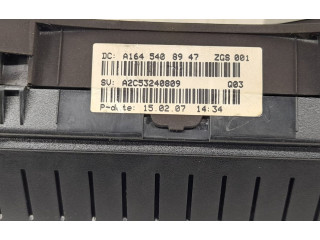 DC: A164 540 89 47 ZGS 001
SV: A2C53240809 Q03
P-date: 15.02.07 14:34